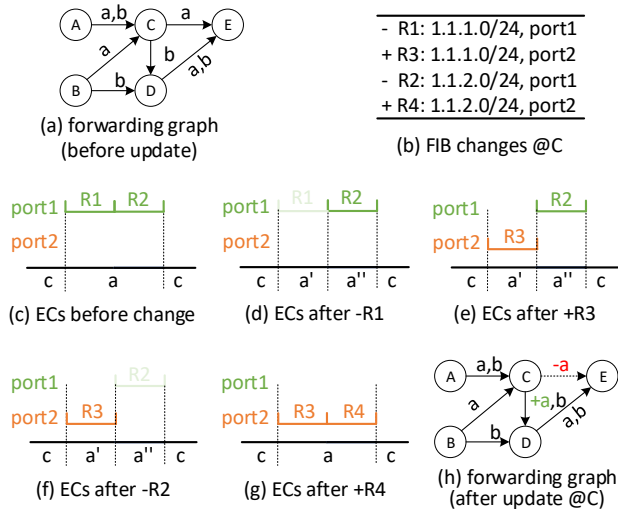 A
a,b
C
a
E
a
b
a,b
B
b
D
(a) forwarding graph
(before update)
- R1: 1.1.1.0/24, port1
+ R3: 1.1.1.0/24, port2
- R2: 1.1.2.0/24, port1
+ R4: 1.1.2.0/24, port2
(b) FIB changes @C
port1 R1 R2
port2
c a c
(c) ECs before change
port1 R1 R2
port2
c a' a'' c
(d) ECs after -R1
port1 R2
port2 R3
c a' a'' c
(e) ECs after +R3
port1 R2
port2 R3
c a' a'' c
(f) ECs after -R2
port1
port2 R3 R4
c a c
(g) ECs after +R4
A
a,b
C
-a
E
a
+a,b
a,b
B
b
D
(h) forwarding graph
(after update @C)